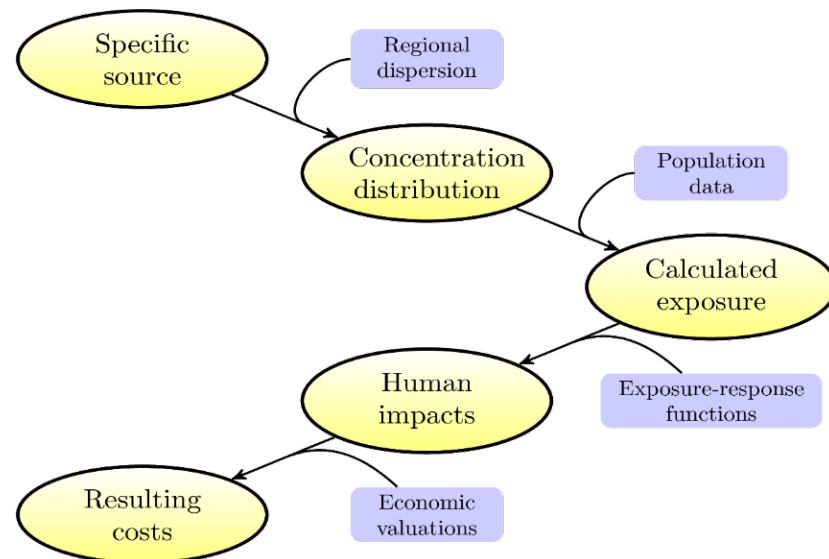 Specific
source
Regional
dispersion
Concentration
distribution
Population
data
Calculated
exposure
Human
impacts
Exposure-response
functions
Resulting
costs
Economic
valuations